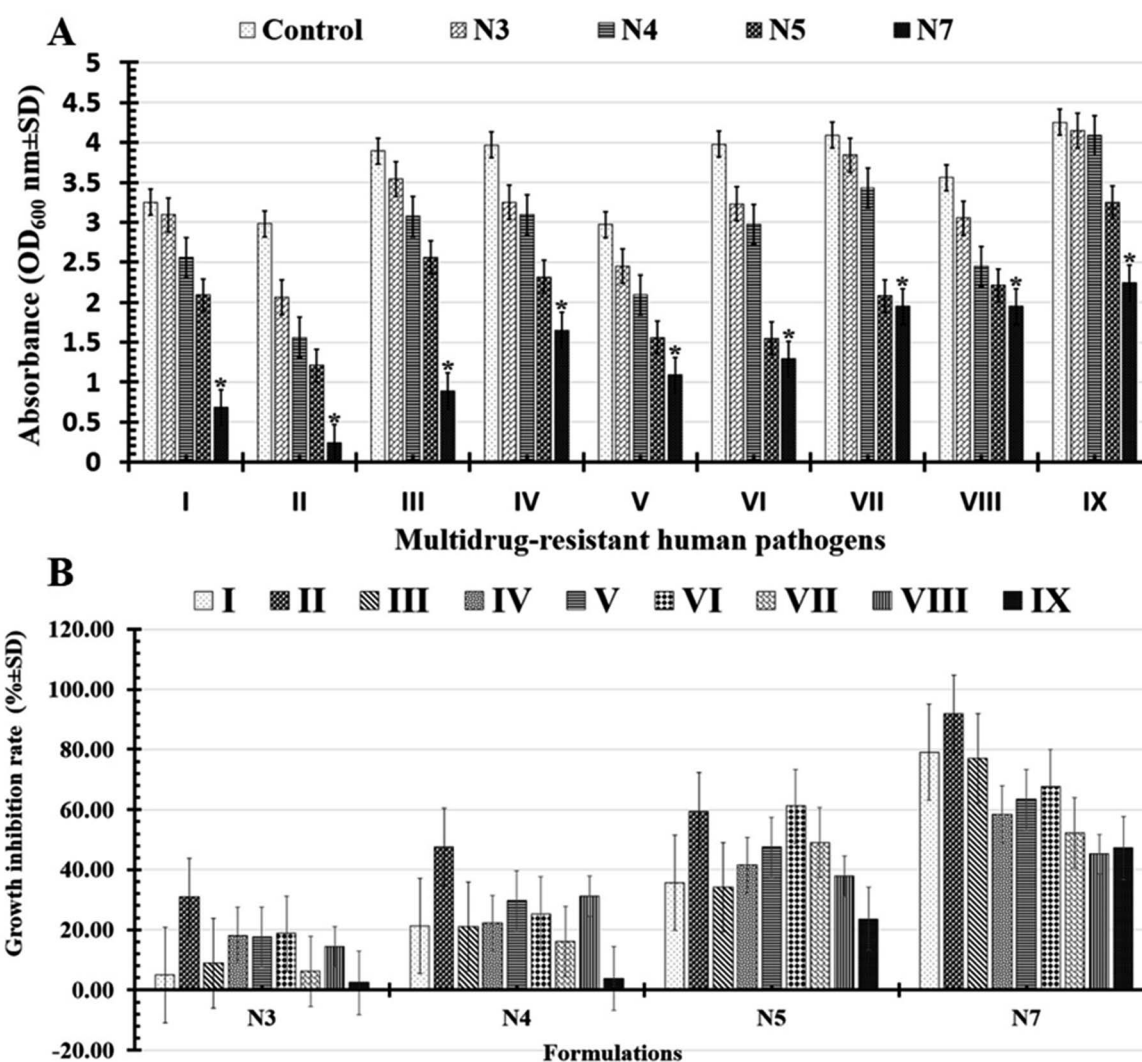 A
Control N3 N4 N5 N7
Absorbance (OD600 nm±SD)
5
4.5
4
3.5
3
2.5
2
1.5
1
0.5
0
* * * * * * * * *
I II III IV V VI VII VIII IX
Multidrug-resistant human pathogens
B
I II III IV V VI VII VIII IX
Growth inhibition rate (%±SD)
120.00
100.00
80.00
60.00
40.00
20.00
0.00
-20.00
N3 N4 N5 N7
Formulations